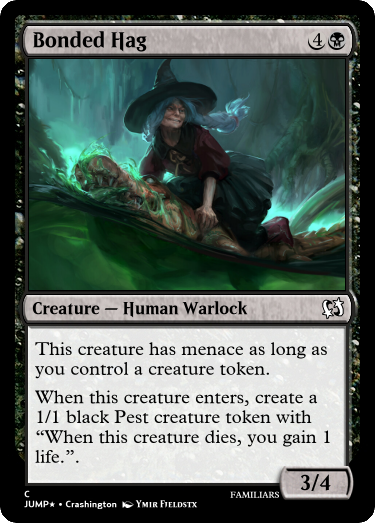 Bonded Hag 4
Creature — Human Warlock
This creature has menace as long as
you control a creature token.
When this creature enters, create a
1/1 black Pest creature token with
“When this creature dies, you gain 1
life.”.
3/4
C FAMILIARS
JUMP★ • Crashington Ymir Fieldstx